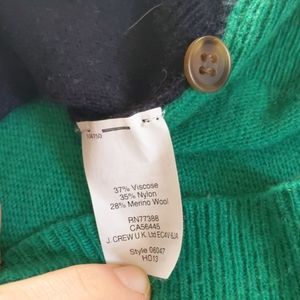 37% Viscose
35% Nylon
28% Merino Wool
RN77388
CA56445
J. CREW U.K. Ltd EC4V 6JA
Style 06047
HO13